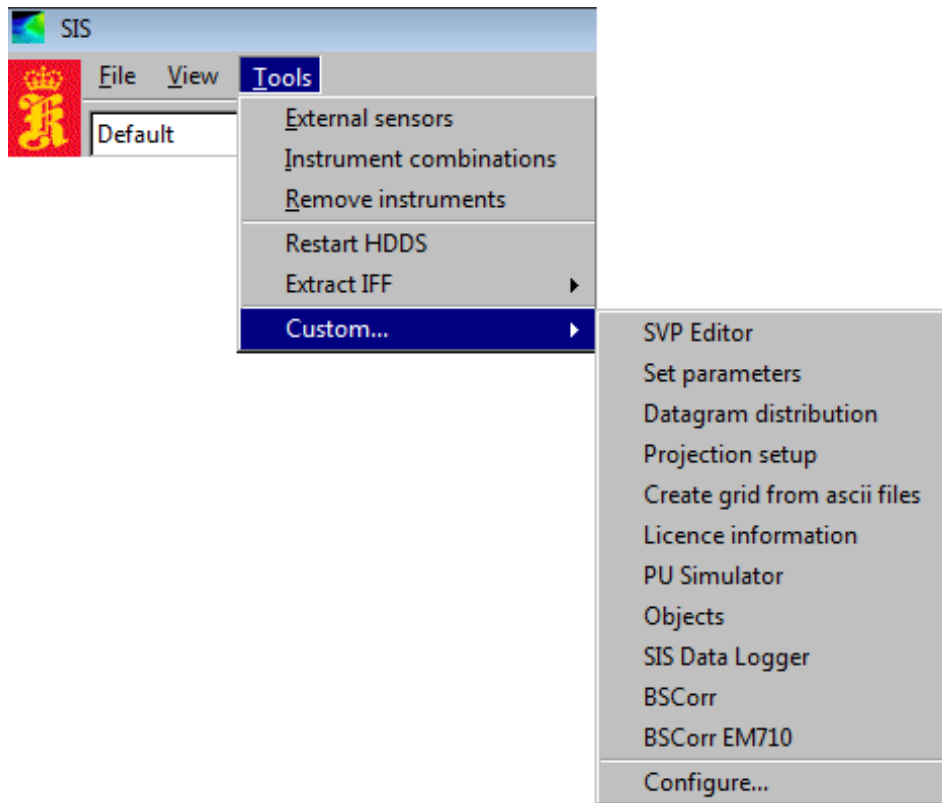 SIS
File View Tools
Default
External sensors
Instrument combinations
Remove instruments
Restart HDDS
Extract IFF
Custom...
SVP Editor
Set parameters
Datagram distribution
Projection setup
Create grid from ascii files
Licence information
PU Simulator
Objects
SIS Data Logger
BSCorr
BSCorr EM710
Configure...